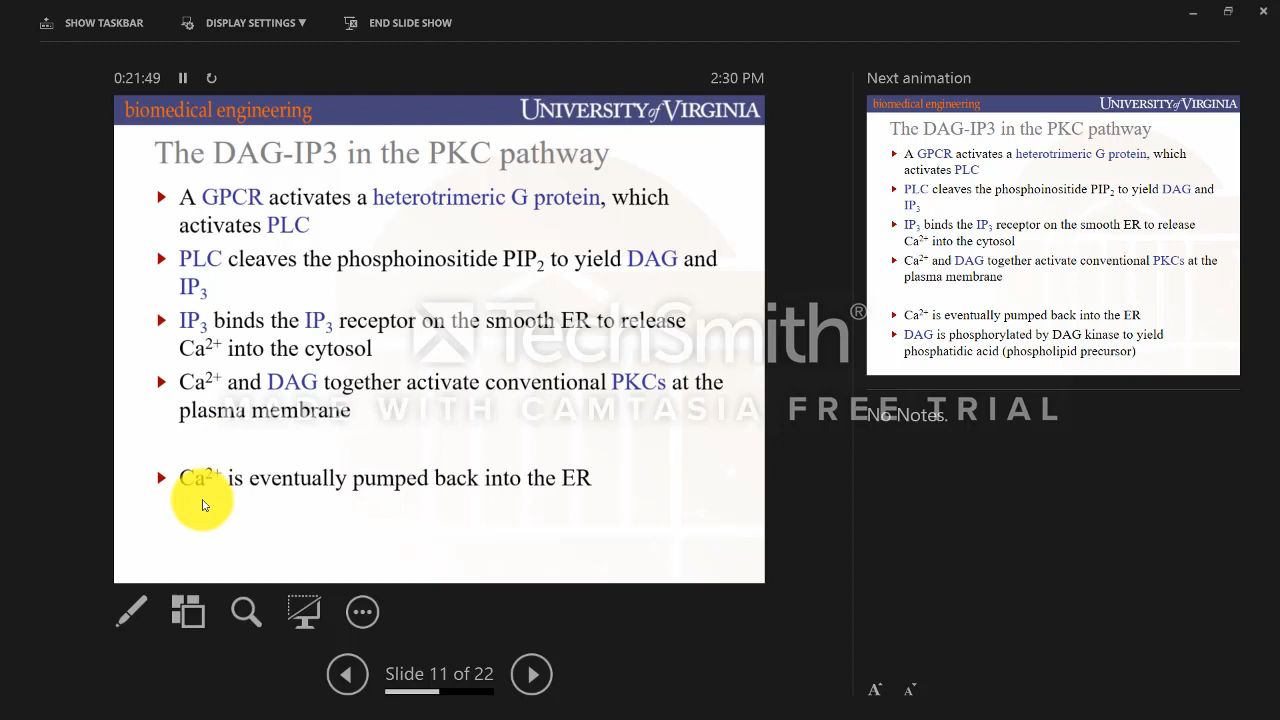 SHOW TASKBAR
DISPLAY SETTINGS ▼
END SLIDE SHOW
0:21:49
2:30 PM
biomedical engineering
UNIVERSITY of VIRGINIA
The DAG-IP3 in the PKC pathway
A GPCR activates a heterotrimeric G protein, which
activates PLC
PLC cleaves the phosphoinositide PIP₂ to yield DAG and
IP₃
IP₃ binds the IP₃ receptor on the smooth ER to release
Ca²⁺ into the cytosol
Ca²⁺ and DAG together activate conventional PKCs at the
plasma membrane
Ca²⁺ is eventually pumped back into the ER
TechSmith®
MADE WITH CAMTASIA FREE TRIAL
Slide 11 of 22
Next animation
biomedical engineering
UNIVERSITY of VIRGINIA
The DAG-IP3 in the PKC pathway
A GPCR activates a heterotrimeric G protein, which
activates PLC
PLC cleaves the phosphoinositide PIP₂ to yield DAG and
IP₃
IP₃ binds the IP₃ receptor on the smooth ER to release
Ca²⁺ into the cytosol
Ca²⁺ and DAG together activate conventional PKCs at the
plasma membrane
Ca²⁺ is eventually pumped back into the ER
DAG is phosphorylated by DAG kinase to yield
phosphatidic acid (phospholipid precursor)
No Notes.
A A